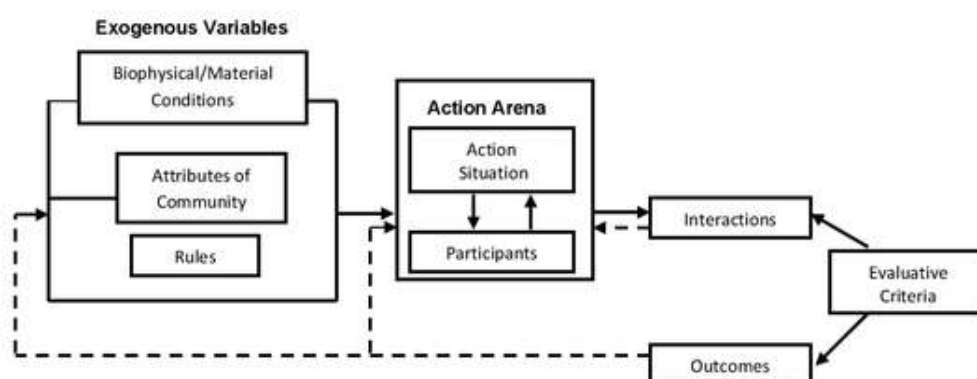 Exogenous Variables
Biophysical/Material
Conditions
Attributes of
Community
Rules
Action Arena
Action
Situation
Participants
Interactions
Evaluative
Criteria
Outcomes